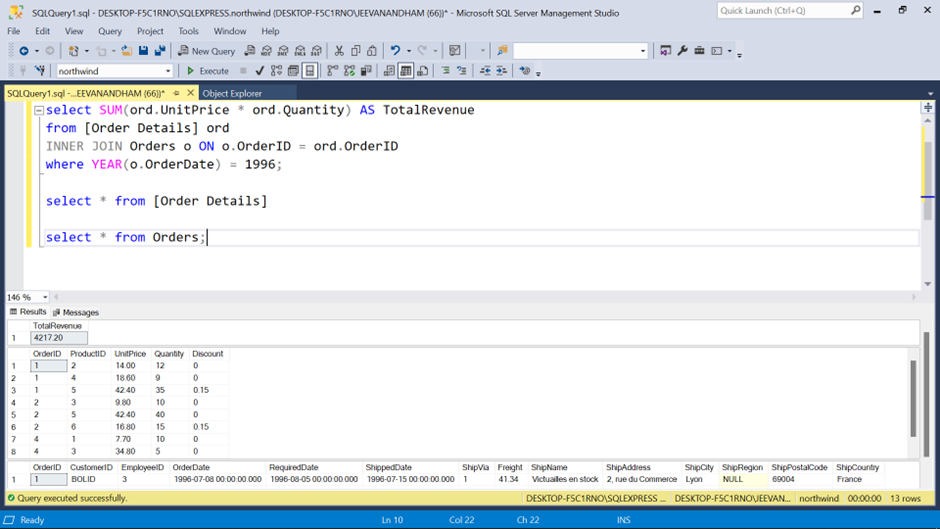 SQLQuery1.sql - DESKTOP-F5C1RNO\SQLEXPRESS.northwind (DESKTOP-F5C1RNO\JEEVANANDHAM (66))* - Microsoft SQL Server Management Studio
Quick Launch (Ctrl+Q)
File Edit View Query Project Tools Window Help
New Query
MDX DMX XMLA DAX
northwind Execute
SQLQuery1.sql -...EEVANANDHAM (66))* Object Explorer
select SUM(ord.UnitPrice * ord.Quantity) AS TotalRevenue
from [Order Details] ord
INNER JOIN Orders o ON o.OrderID = ord.OrderID
where YEAR(o.OrderDate) = 1996;
select * from [Order Details]
select * from Orders;
146 %
Results Messages
TotalRevenue
1 4217.20
OrderID ProductID UnitPrice Quantity Discount
1 1 2 14.00 12 0
2 1 4 18.60 9 0
3 1 5 42.40 35 0.15
4 2 3 9.80 10 0
5 2 5 42.40 40 0
6 2 6 16.80 15 0.15
7 4 1 7.70 10 0
8 4 3 34.80 5 0
OrderID CustomerID EmployeeID OrderDate RequiredDate ShippedDate ShipVia Freight ShipName ShipAddress ShipCity ShipRegion ShipPostalCode ShipCountry
1 1 BOLID 3 1996-07-08 00:00:00.000 1996-08-05 00:00:00.000 1996-07-15 00:00:00.000 1 41.34 Victuailles en stock 2, rue du Commerce Lyon NULL 69004 France
Query executed successfully. DESKTOP-F5C1RNO\SQLEXPRESS ... DESKTOP-F5C1RNO\JEEVAN... northwind 00:00:00 13 rows
Ready Ln 10 Col 22 Ch 22 INS